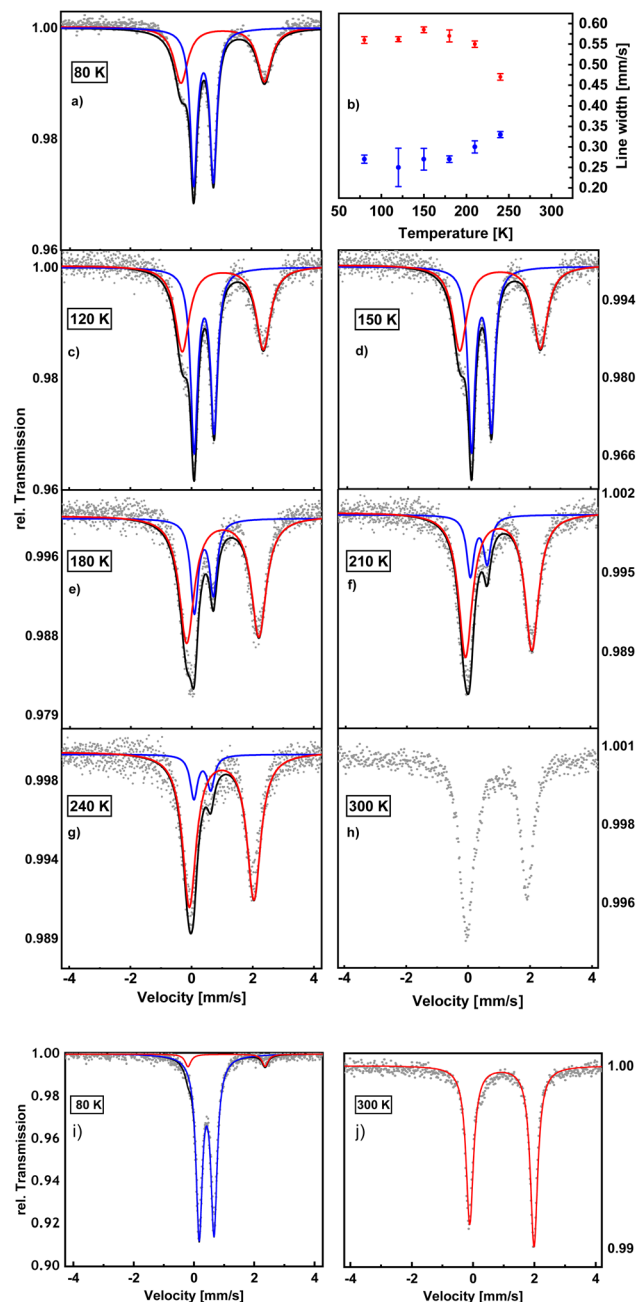 1.00
0.98
0.96
80 K
a)
b)
0.60
0.55
0.50
0.45
0.40
0.35
0.30
0.25
0.20
Line width [mm/s]
50 100 150 200 250 300
Temperature [K]
rel. Transmission
1.00
0.98
0.96
120 K
c)
150 K
d)
0.994
0.980
0.966
0.996
0.988
0.979
180 K
e)
210 K
f)
1.002
0.995
0.989
0.998
0.994
0.989
240 K
g)
300 K
h)
1.001
0.998
0.996
-4 -2 0 2 4
Velocity [mm/s]
-4 -2 0 2 4
Velocity [mm/s]
rel. Transmission
1.00
0.98
0.96
0.94
0.92
0.90
80 K
i)
300 K
j)
1.00
0.99
-4 -2 0 2 4
Velocity [mm/s]
-4 -2 0 2 4
Velocity [mm/s]